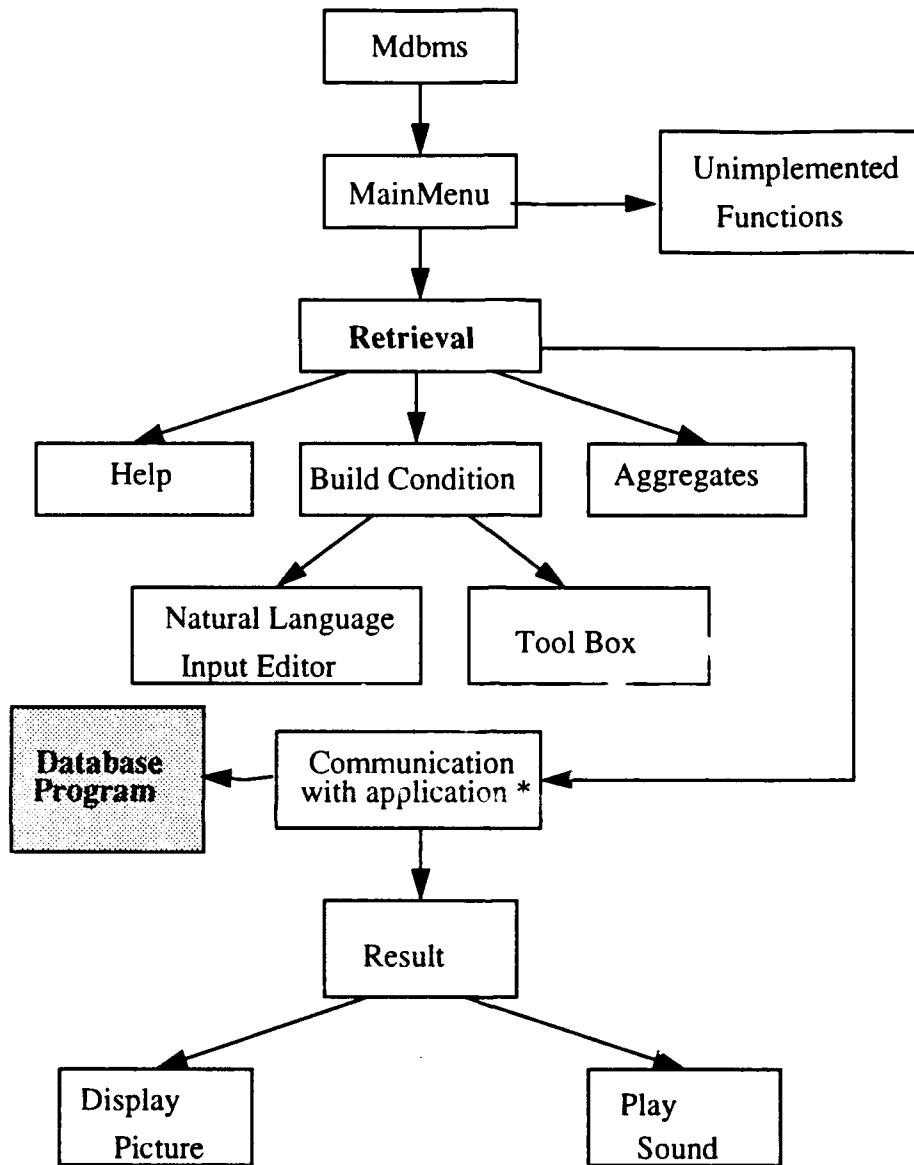 Mdbms
MainMenu
Unimplemented
Functions
Retrieval
Help
Build Condition
Aggregates
Natural Language
Input Editor
Tool Box
Database
Program
Communication
with application *
Result
Display
Picture
Play
Sound